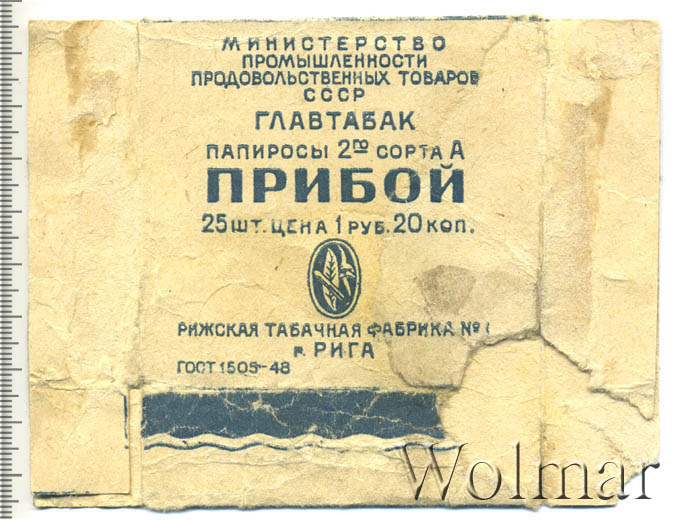 МИНИСТЕРСТВО
ПРОМЫШЛЕННОСТИ
ПРОДОВОЛЬСТВЕННЫХ ТОВАРОВ
СССР
ГЛАВТАБАК
ПАПИРОСЫ 2ГО СОРТА А
ПРИБОЙ
25 ШТ. ЦЕНА 1 РУБ. 20 КОП.
РИЖСКАЯ ТАБАЧНАЯ ФАБРИКА №
г. РИГА
ГОСТ 1505-48
Wolmar